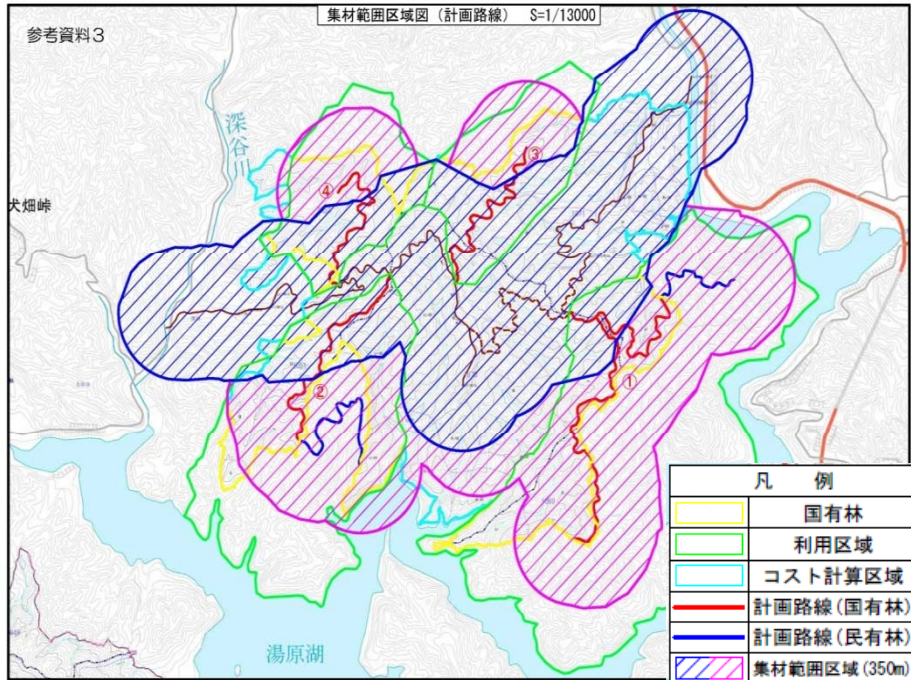 集材範囲区域図（計画路線） S=1/13000
参考資料3
深谷川
犬畑峠
③
④
①
②
湯原湖
凡 例
国有林
利用区域
コスト計算区域
計画路線(国有林)
計画路線(民有林)
集材範囲区域(350m)